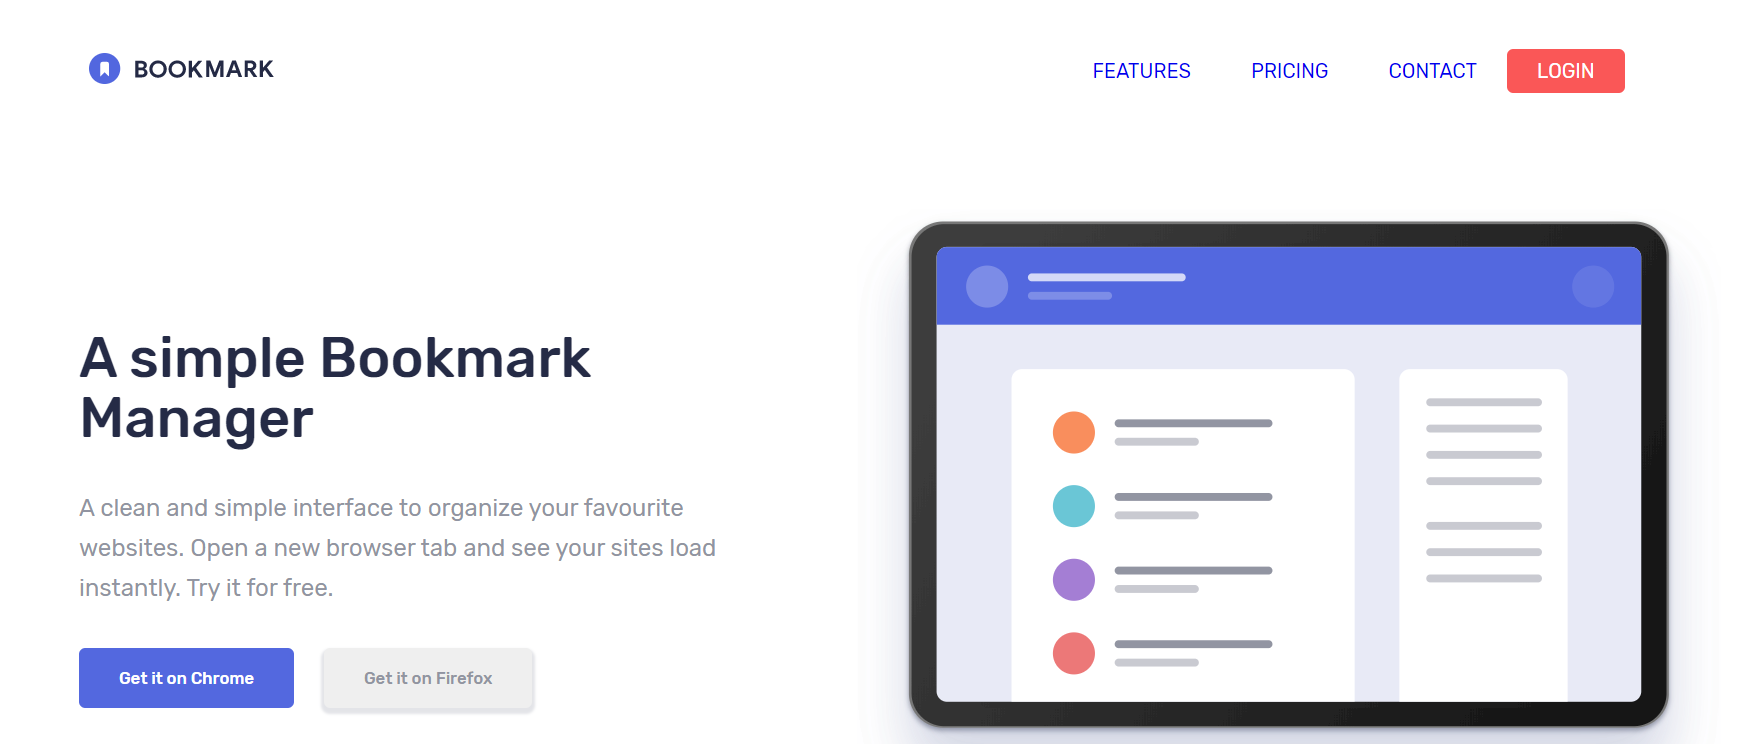 BOOKMARK
FEATURES
PRICING
CONTACT
LOGIN
A simple Bookmark
Manager
A clean and simple interface to organize your favourite
websites. Open a new browser tab and see your sites load
instantly. Try it for free.
Get it on Chrome
Get it on Firefox